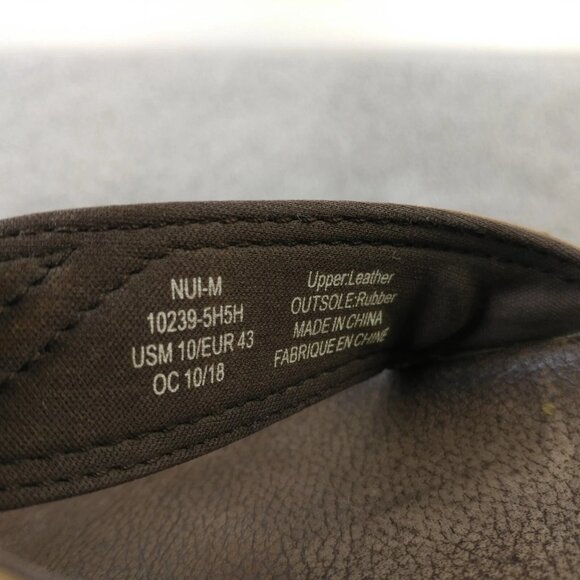 NUI-M
10239-5H5H
USM 10/EUR 43
OC 10/18
Upper:Leather
OUTSOLE:Rubber
MADE IN CHINA
FABRIQUE EN CHINE